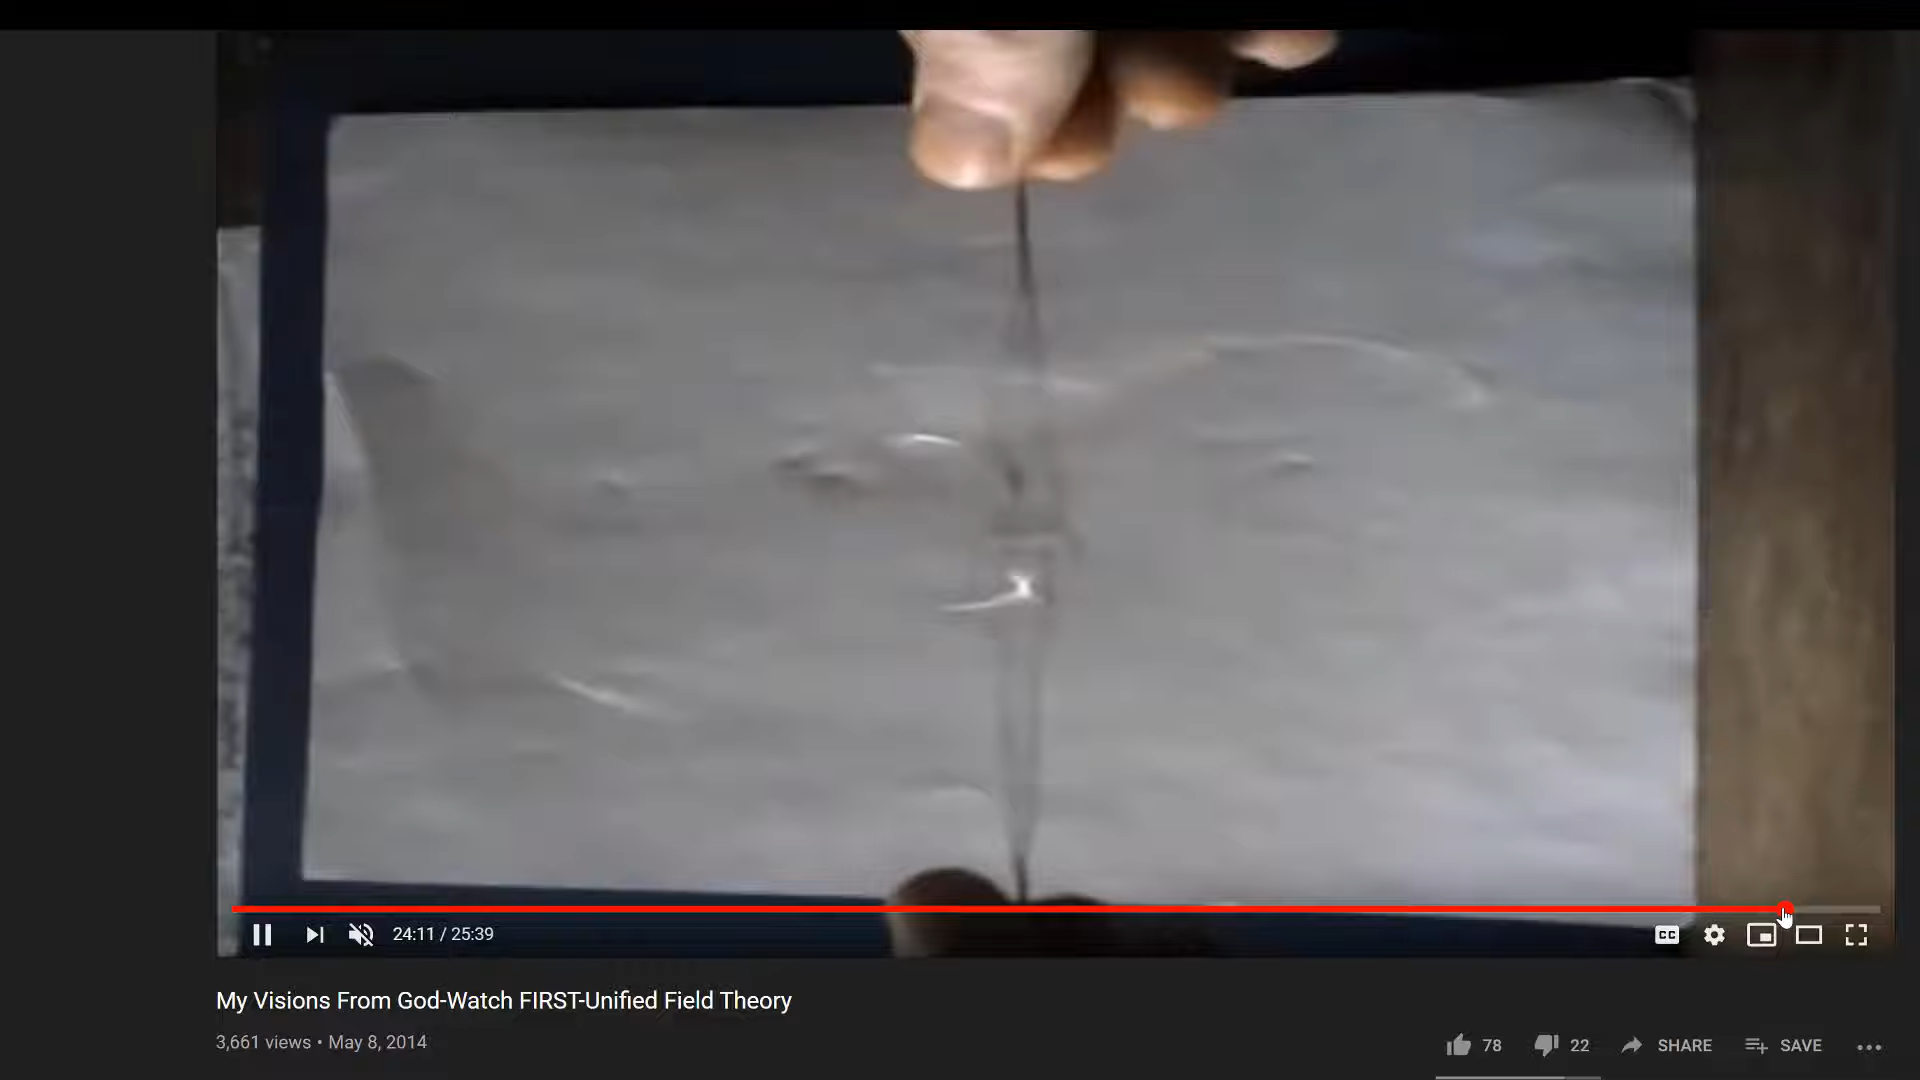 24:11 / 25:39
CC
My Visions From God-Watch FIRST-Unified Field Theory
3,661 views • May 8, 2014
78
22
SHARE
SAVE